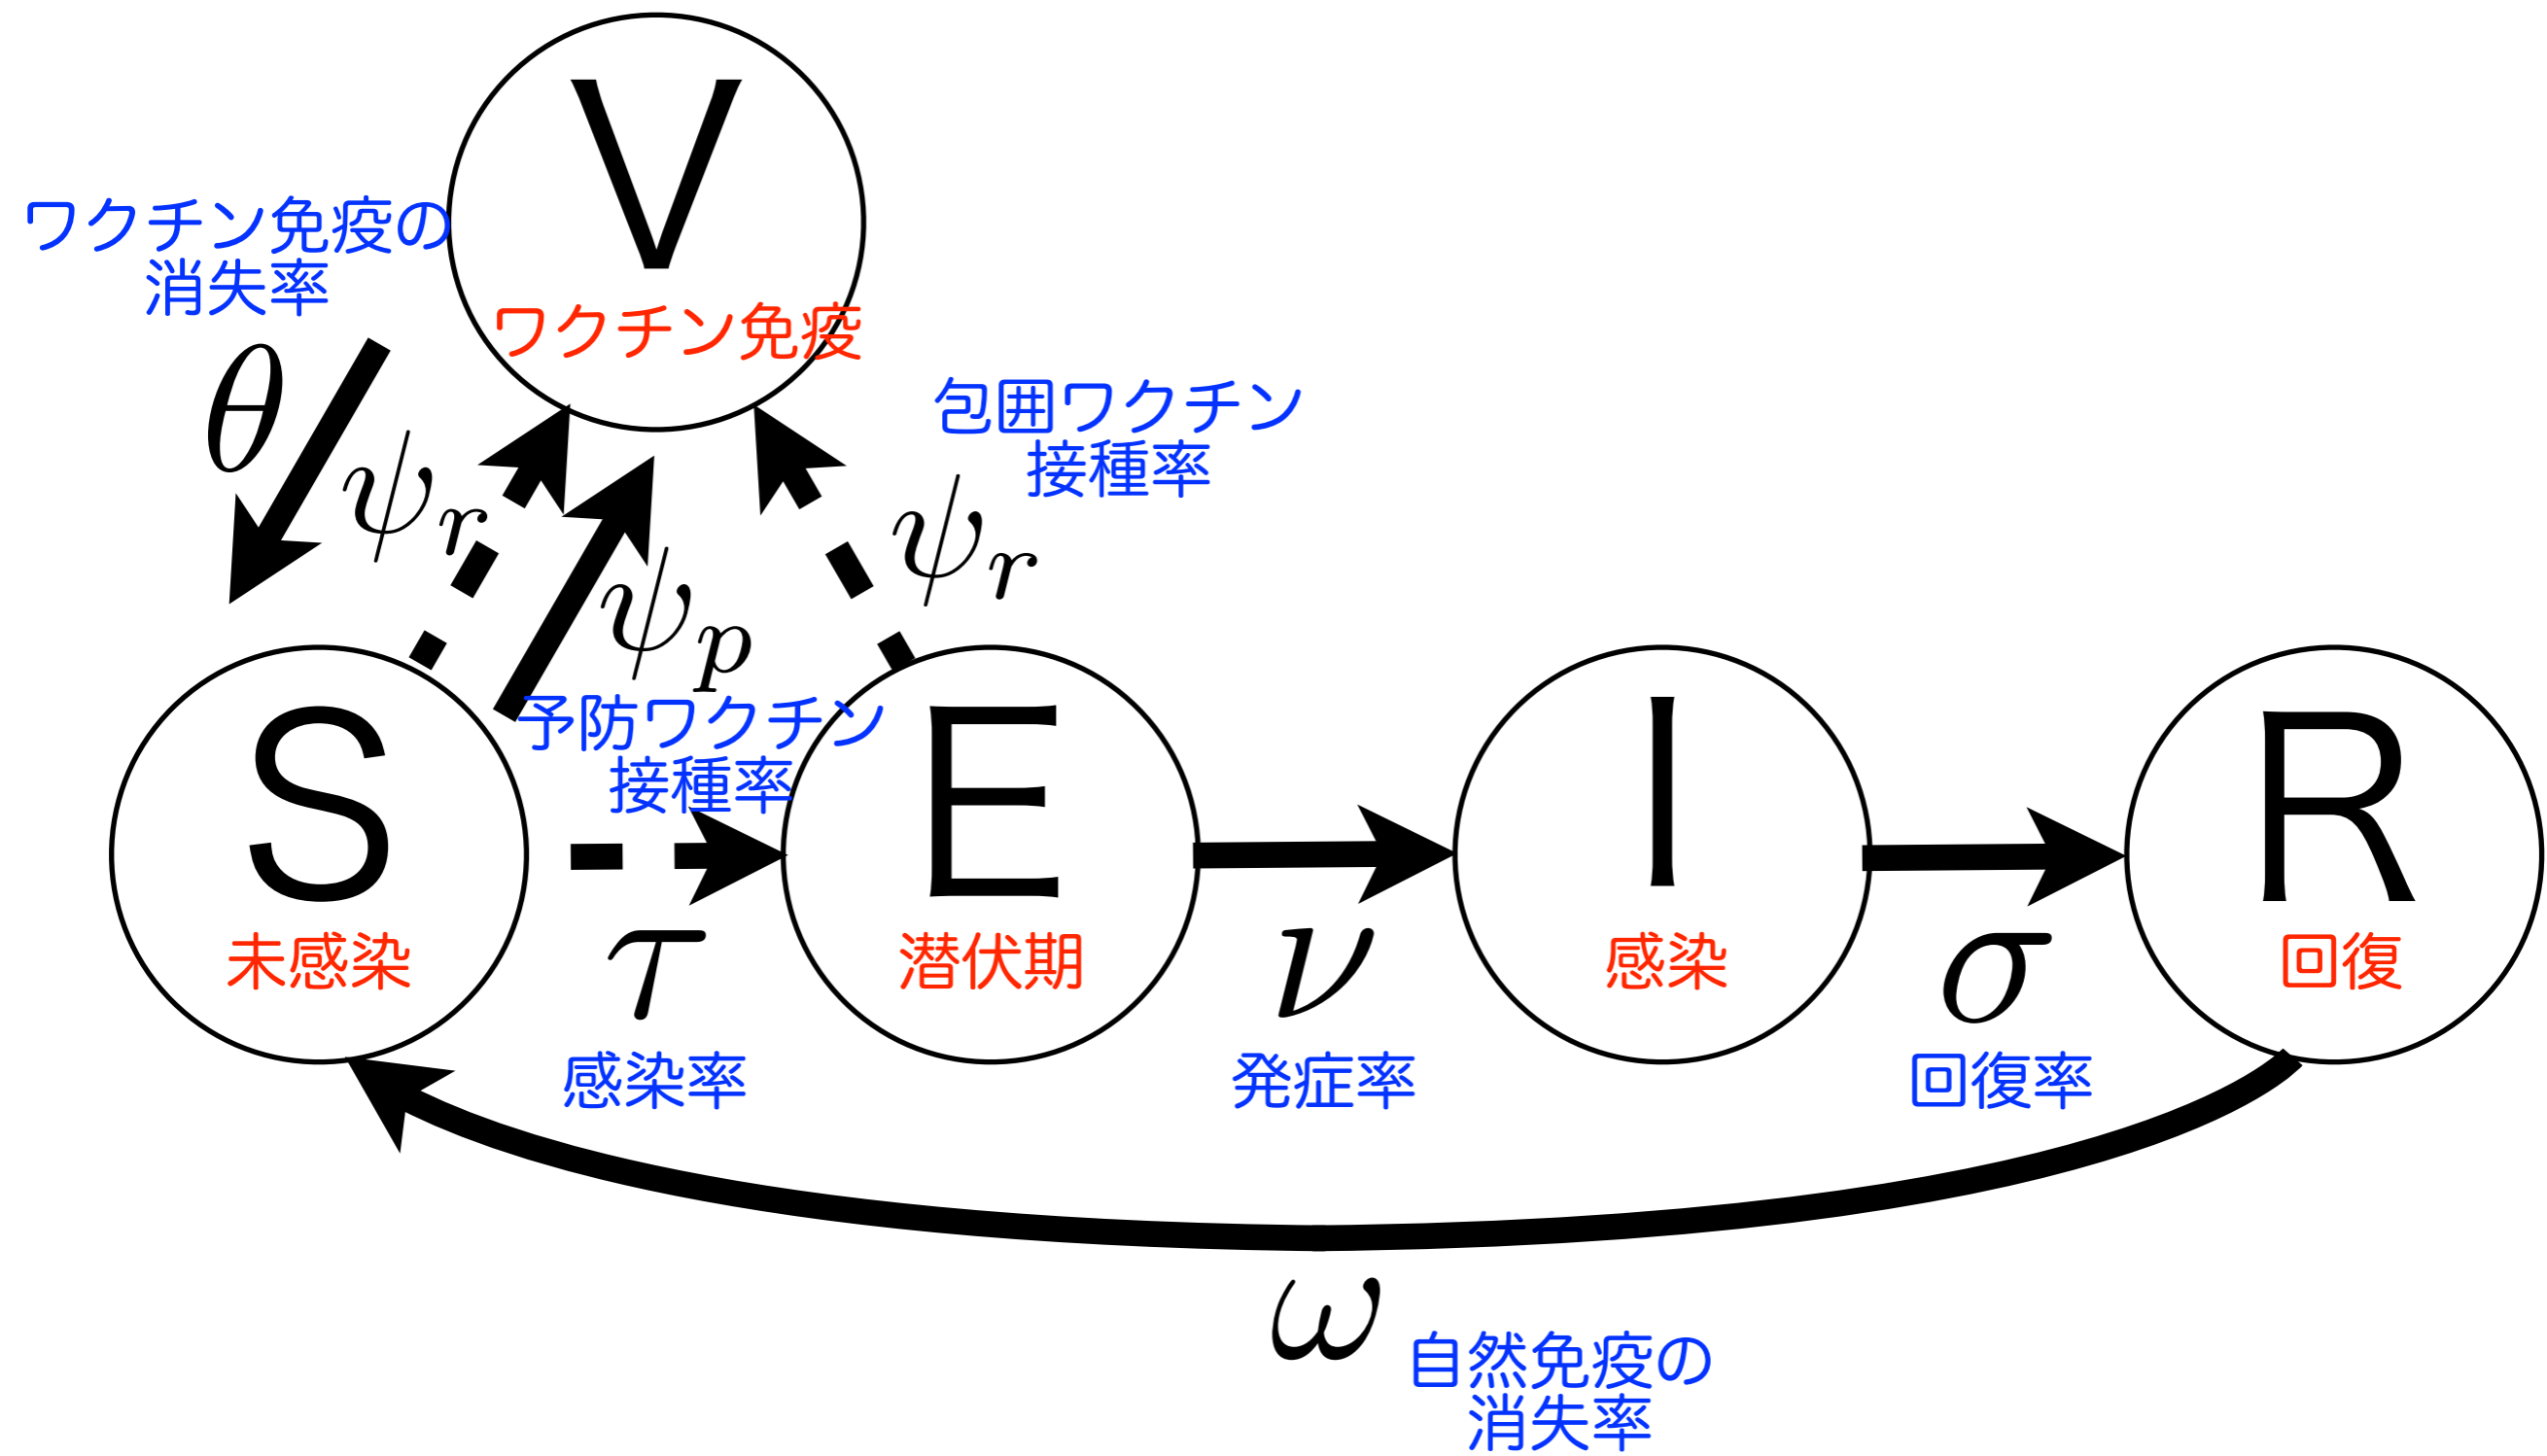 V
ワクチン免疫
ワクチン免疫の
消失率
θ
ψr
包囲ワクチン
接種率
ψr
ψp
予防ワクチン
接種率
S
未感染
E
潜伏期
I
感染
R
回復
τ
感染率
ν
発症率
σ
回復率
ω
自然免疫の
消失率